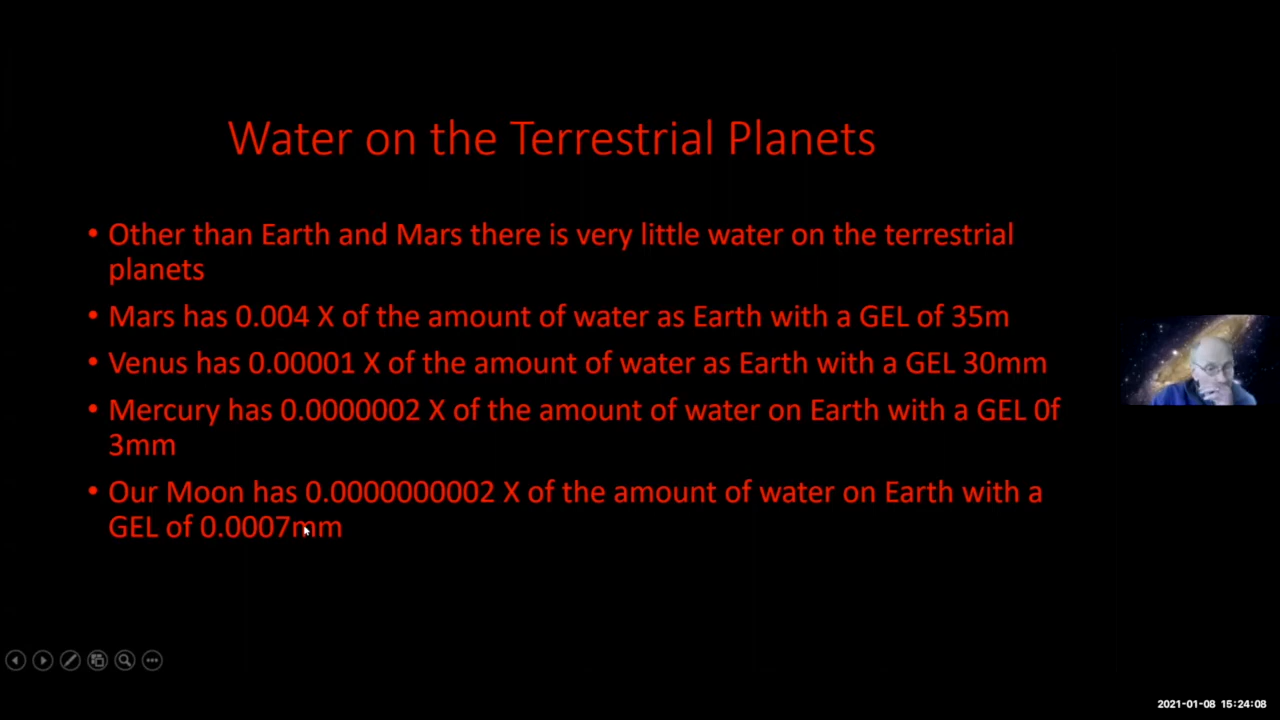 Water on the Terrestrial Planets
• Other than Earth and Mars there is very little water on the terrestrial
planets
• Mars has 0.004 X of the amount of water as Earth with a GEL of 35m
• Venus has 0.00001 X of the amount of water as Earth with a GEL 30mm
• Mercury has 0.0000002 X of the amount of water on Earth with a GEL 0f
3mm
• Our Moon has 0.0000000002 X of the amount of water on Earth with a
GEL of 0.0007mm
2021-01-08 15:24:08